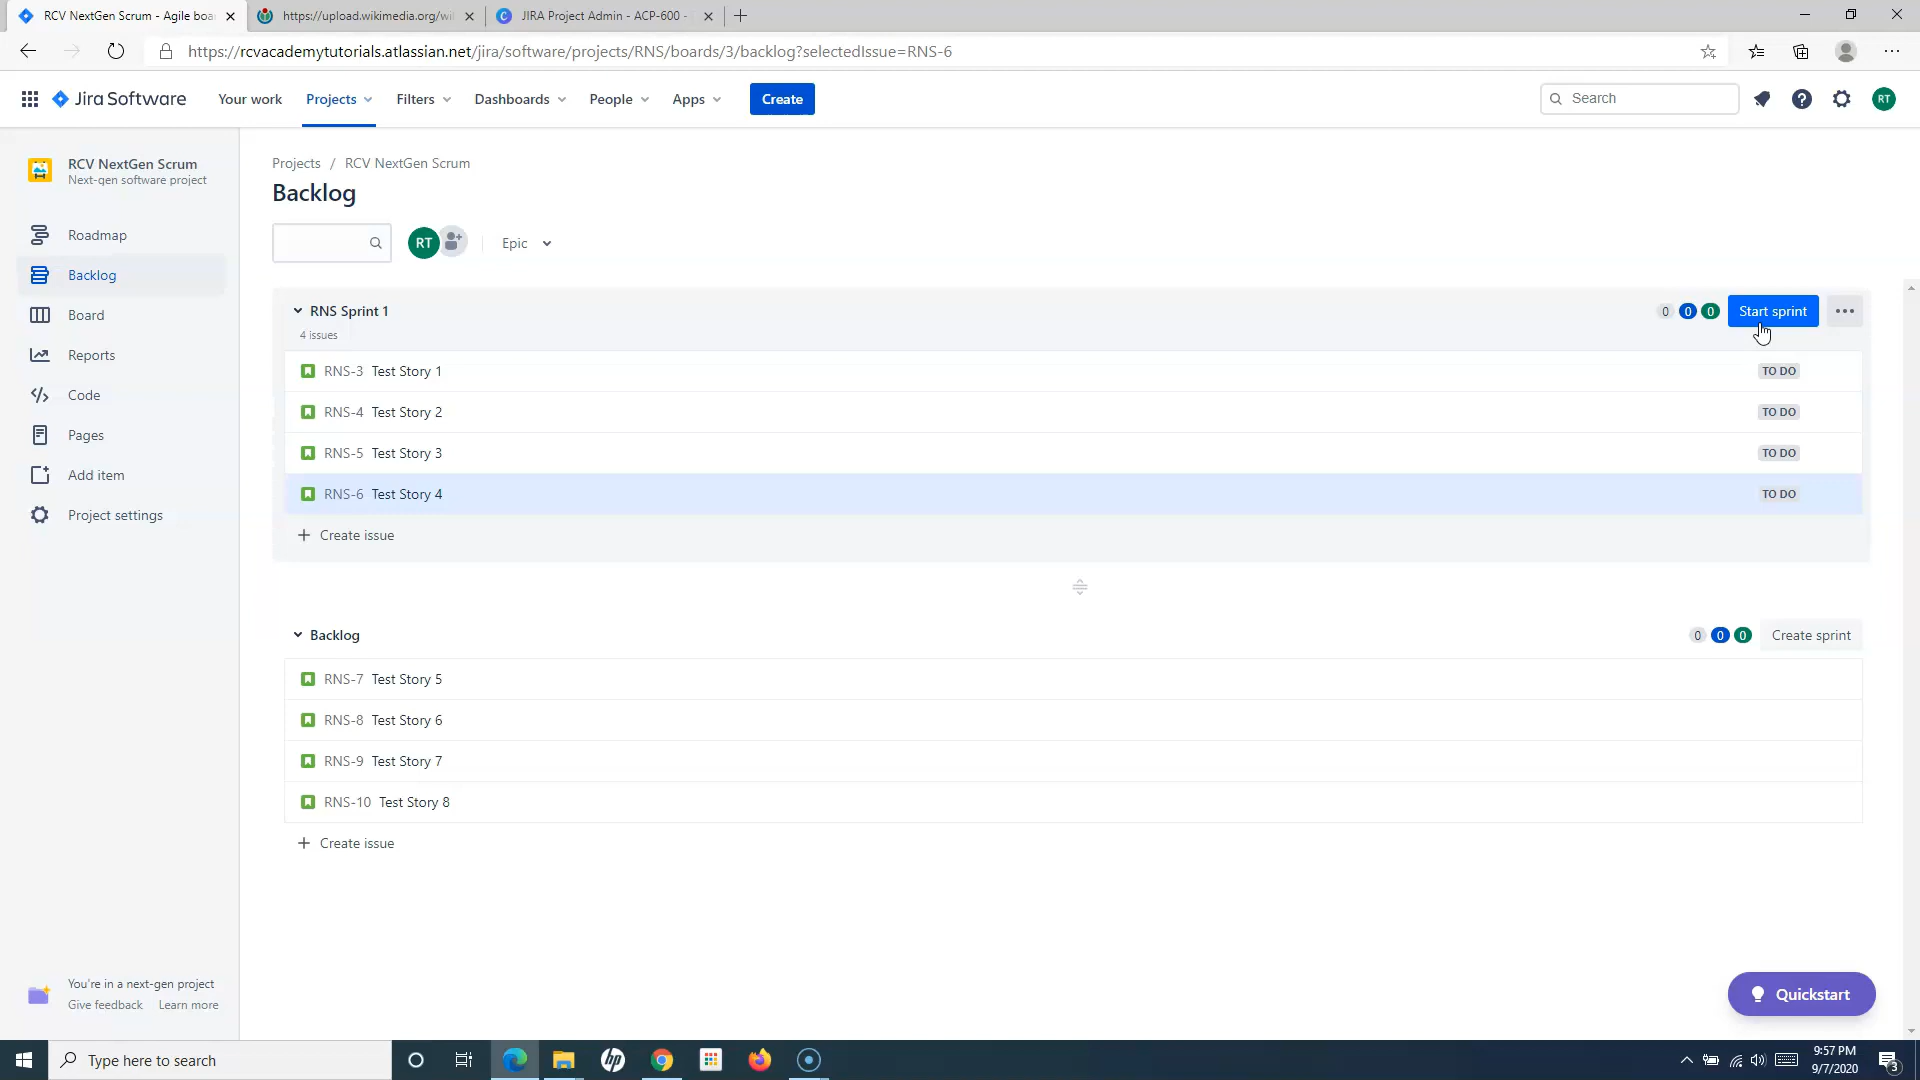 RCV NextGen Scrum - Agile boa
https://upload.wikimedia.org/wi
JIRA Project Admin - ACP-600 -
https://rcvacademytutorials.atlassian.net/jira/software/projects/RNS/boards/3/backlog?selectedIssue=RNS-6
Jira Software
Your work
Projects
Filters
Dashboards
People
Apps
Create
Search
RT
RCV NextGen Scrum
Next-gen software project
Roadmap
Backlog
Board
Reports
Code
Pages
Add item
Project settings
You're in a next-gen project
Give feedback Learn more
Projects / RCV NextGen Scrum
Backlog
RT
Epic
RNS Sprint 1
4 issues
0 0 0
Start sprint
RNS-3 Test Story 1 TO DO
RNS-4 Test Story 2 TO DO
RNS-5 Test Story 3 TO DO
RNS-6 Test Story 4 TO DO
+ Create issue
Backlog
0 0 0
Create sprint
RNS-7 Test Story 5
RNS-8 Test Story 6
RNS-9 Test Story 7
RNS-10 Test Story 8
+ Create issue
Quickstart
Type here to search
hp
9:57 PM
9/7/2020
3